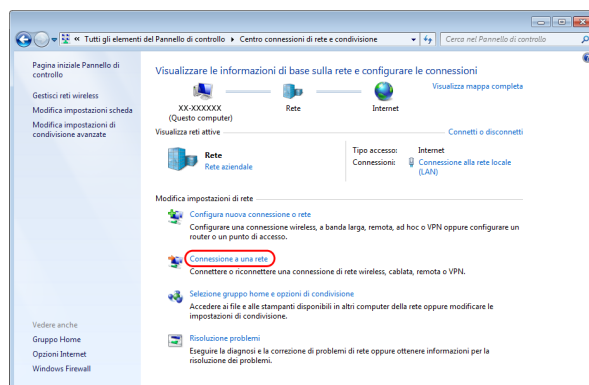 « Tutti gli elementi del Pannello di controllo ▸ Centro connessioni di rete e condivisione
Cerca nel Pannello di controllo
Pagina iniziale Pannello di
controllo
Gestisci reti wireless
Modifica impostazioni scheda
Modifica impostazioni di
condivisione avanzate
Visualizzare le informazioni di base sulla rete e configurare le connessioni
Visualizza mappa completa
XX-XXXXXX
(Questo computer)
Rete
Internet
Visualizza reti attive
Connetti o disconnetti
Rete
Rete aziendale
Tipo accesso: Internet
Connessioni: Connessione alla rete locale
(LAN)
Modifica impostazioni di rete
Configura nuova connessione o rete
Configurare una connessione wireless, a banda larga, remota, ad hoc o VPN oppure configurare un
router o un punto di accesso.
Connessione a una rete
Connettere o riconnettere una connessione di rete wireless, cablata, remota o VPN.
Selezione gruppo home e opzioni di condivisione
Accedere ai file e alle stampanti disponibili in altri computer della rete oppure modificare le
impostazioni di condivisione.
Risoluzione problemi
Eseguire la diagnosi e la correzione di problemi di rete oppure ottenere informazioni per la
risoluzione dei problemi.
Vedere anche
Gruppo Home
Opzioni Internet
Windows Firewall